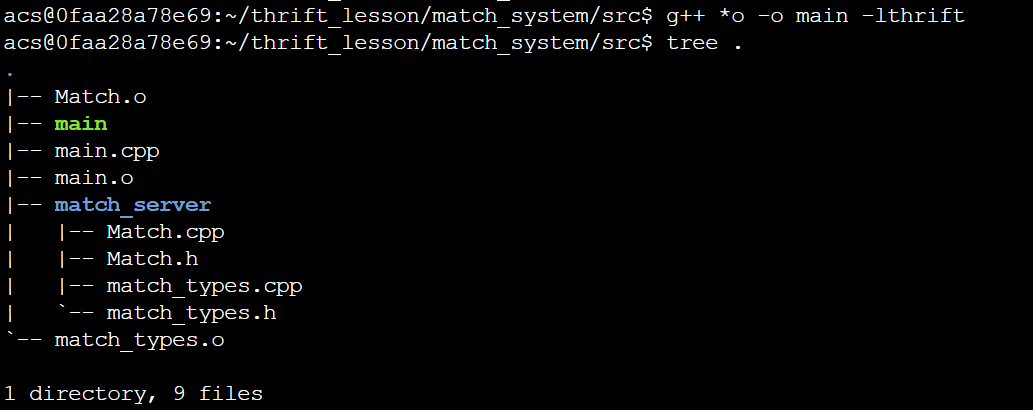 acs@0faa28a78e69:~/thrift_lesson/match_system/src$ g++ *o -o main -lthrift
acs@0faa28a78e69:~/thrift_lesson/match_system/src$ tree .
.
|-- Match.o
|-- main
|-- main.cpp
|-- main.o
|-- match_server
|   |-- Match.cpp
|   |-- Match.h
|   |-- match_types.cpp
|   `-- match_types.h
`-- match_types.o

1 directory, 9 files